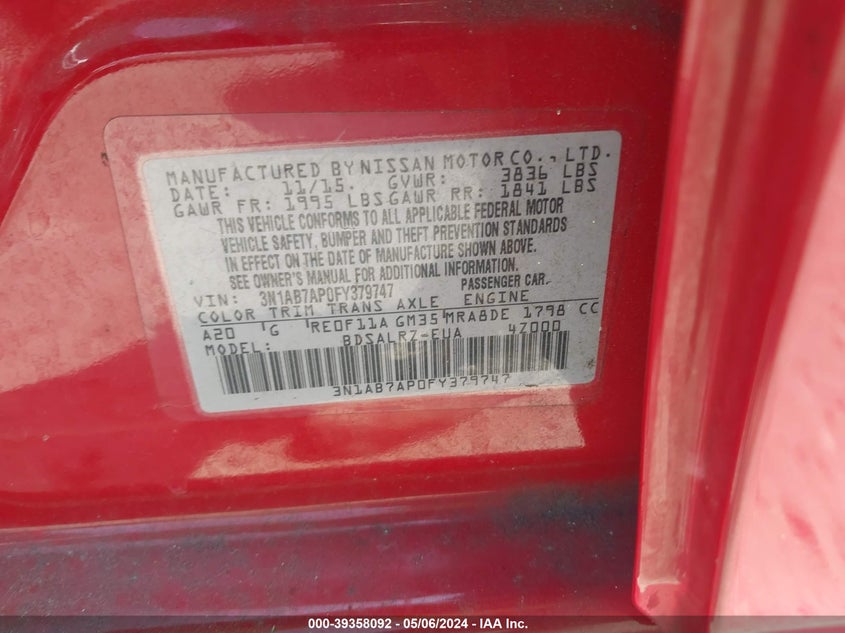 MANUFACTURED BY NISSAN MOTOR CO., LTD.
DATE: 11/15. GVWR: 3836 LBS
GAWR FR: 1995 LBS GAWR RR: 1841 LBS
THIS VEHICLE CONFORMS TO ALL APPLICABLE FEDERAL MOTOR
VEHICLE SAFETY, BUMPER AND THEFT PREVENTION STANDARDS
IN EFFECT ON THE DATE OF MANUFACTURE SHOWN ABOVE.
SEE OWNER'S MANUAL FOR ADDITIONAL INFORMATION.
VIN: 3N1AB7AP0FY379747 PASSENGER CAR.
COLOR TRIM TRANS AXLE ENGINE
A20 'G 'RE0F11A GM35 'MRA8DE 1798 CC
MODEL: BDSALRZ-EUA 4Z000
3N1AB7AP0FY379747
000-39358092 - 05/06/2024 - IAA Inc.